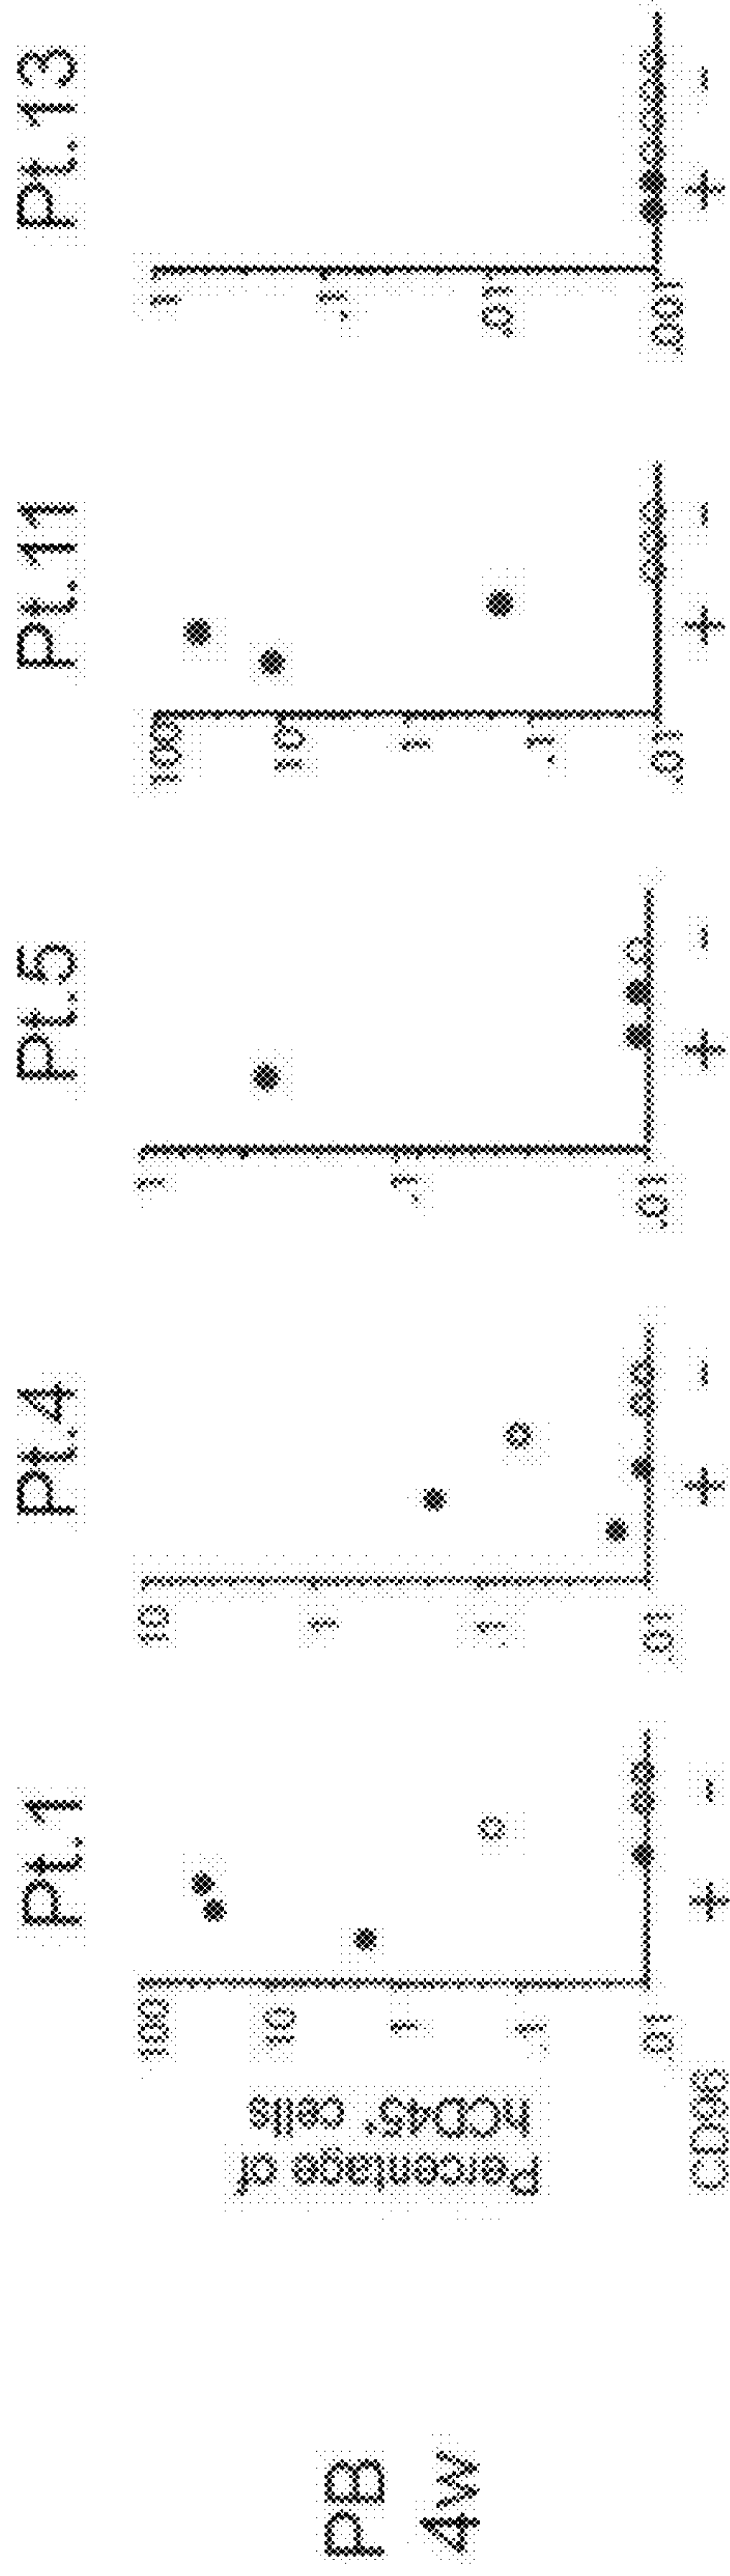 Pt.1 Pt.4 Pt.5 Pt.11 Pt.13
PB
4W
Percentage of
hCD45⁺ cells
100 10 1 .1 .01
10 1 .1 .01
1 .1 .01
100 10 1 .1 .01
1 .1 .01 .001
CD96 + - + - + - + - + -